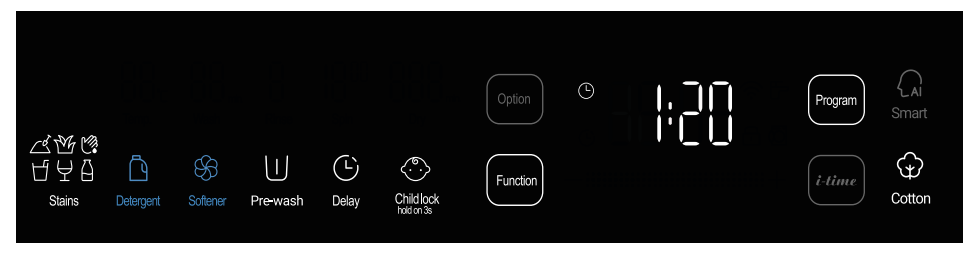 Option
1:20
Program
AI
Smart
Stains
Detergent
Softener
Pre-wash
Delay
Child lock
hold on 3s
Function
i-time
Cotton